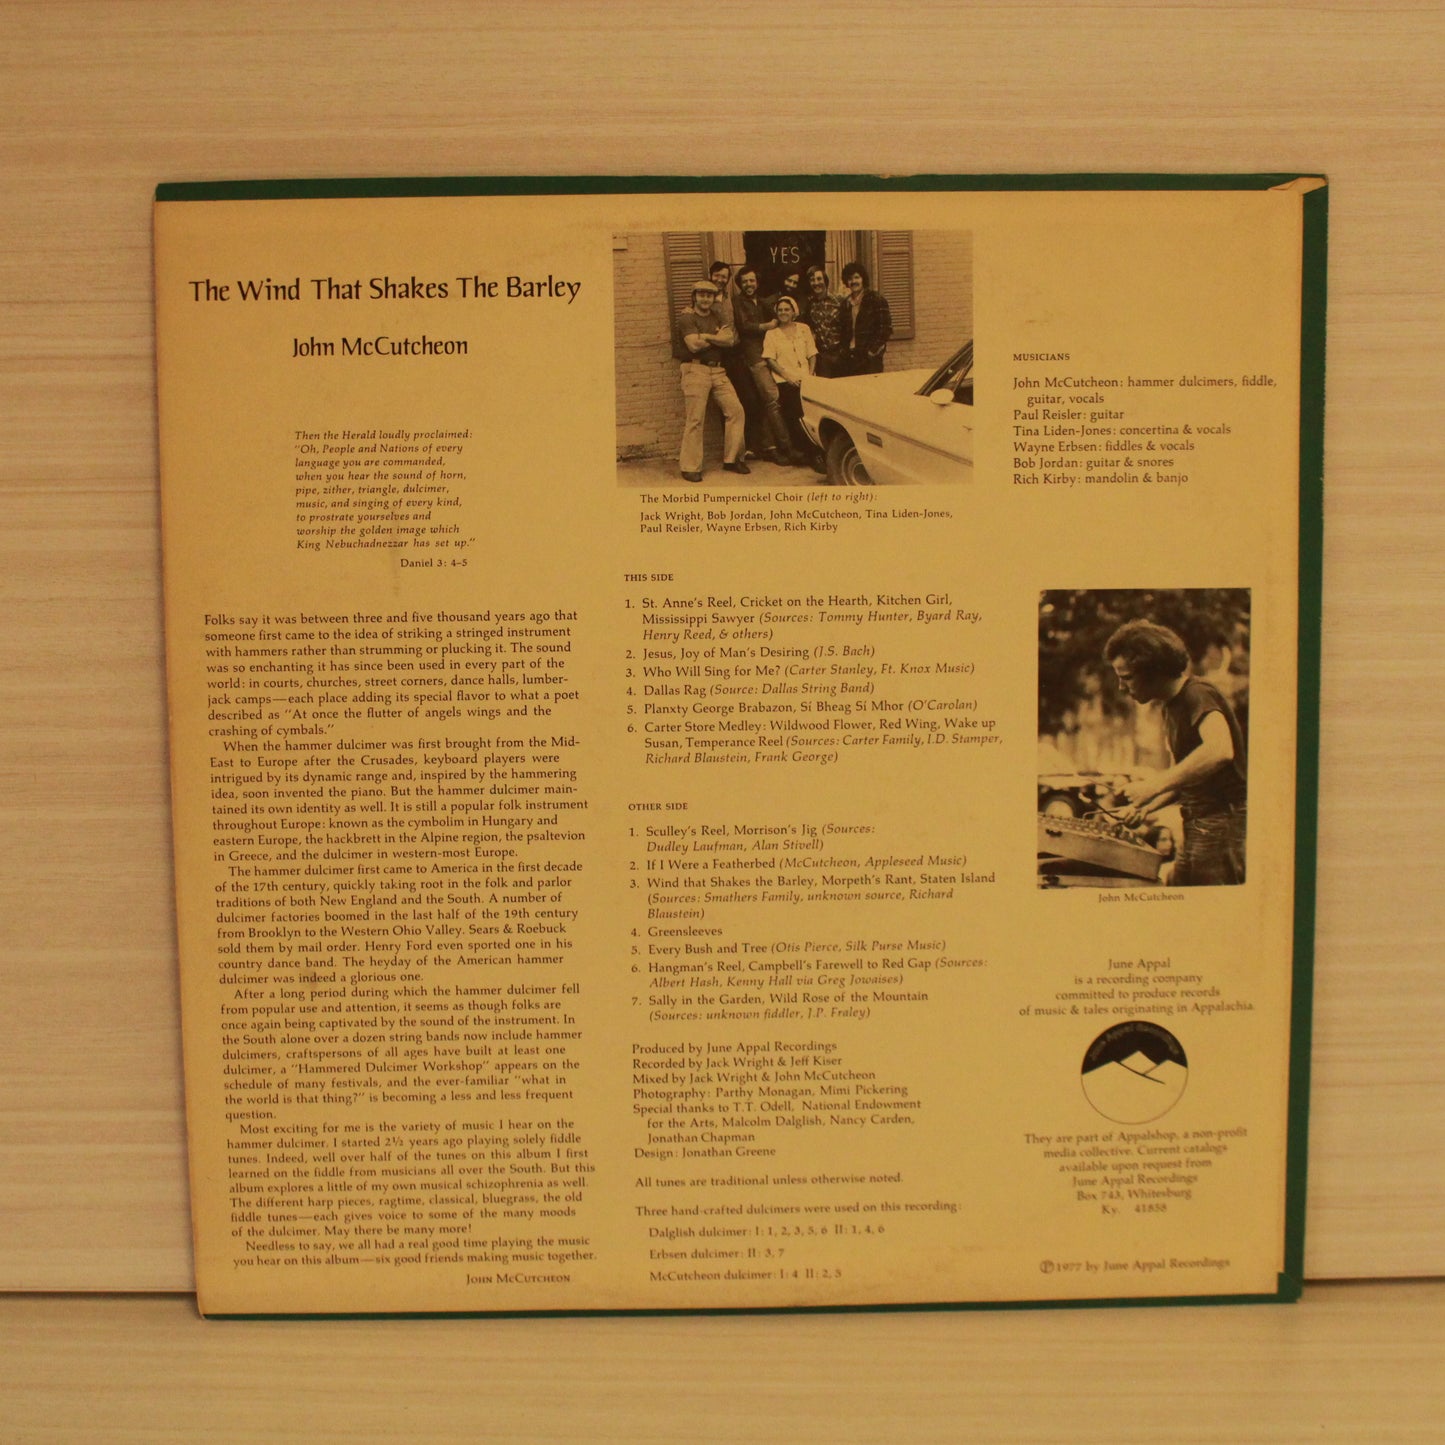 The Wind That Shakes The Barley
John McCutcheon
Then the Herald loudly proclaimed:
"Oh, People and Nations of every
language you are commanded,
when you hear the sound of horn,
pipe, zither, triangle, dulcimer,
music, and singing of every kind,
to prostrate yourselves and
worship the golden image which
King Nebuchadnezzar has set up."
Daniel 3: 4-5
Folks say it was between three and five thousand years ago that
someone first came to the idea of striking a stringed instrument
with hammers rather than strumming or plucking it. The sound
was so enchanting it has since been used in every part of the
world: in courts, churches, street corners, dance halls, lumber-
jack camps—each place adding its special flavor to what a poet
described as "At once the flutter of angels wings and the
crashing of cymbals."
When the hammer dulcimer was first brought from the Mid-
East to Europe after the Crusades, keyboard players were
intrigued by its dynamic range and, inspired by the hammering
idea, soon invented the piano. But the hammer dulcimer main-
tained its own identity as well. It is still a popular folk instrument
throughout Europe: known as the cymbolim in Hungary and
eastern Europe, the hackbrett in the Alpine region, the psaltevion
in Greece, and the dulcimer in western-most Europe.
The hammer dulcimer first came to America in the first decade
of the 17th century, quickly taking root in the folk and parlor
traditions of both New England and the South. A number of
dulcimer factories boomed in the last half of the 19th century
from Brooklyn to the Western Ohio Valley. Sears & Roebuck
sold them by mail order. Henry Ford even sported one in his
country dance band. The heyday of the American hammer
dulcimer was indeed a glorious one.
After a long period during which the hammer dulcimer fell
from popular use and attention, it seems as though folks are
once again being captivated by the sound of the instrument. In
the South alone over a dozen string bands now include hammer
dulcimers, craftspersons of all ages have built at least one
dulcimer, a "Hammered Dulcimer Workshop" appears on the
schedule of many festivals, and the ever-familiar "what in
the world is that thing?" is becoming a less and less frequent
question.
Most exciting for me is the variety of music I hear on the
hammer dulcimer. I started 2½ years ago playing solely fiddle
tunes. Indeed, well over half of the tunes on this album I first
learned on the fiddle from musicians all over the South. But this
album explores a little of my own musical schizophrenia as well.
The different harp pieces, ragtime, classical, bluegrass, the old
fiddle tunes—each gives voice to some of the many moods
of the dulcimer. May there be many more!
Needless to say, we all had a real good time playing the music
you hear on this album—six good friends making music together.
John McCutcheon
YES
The Morbid Pumpernickel Choir (left to right):
Jack Wright, Bob Jordan, John McCutcheon, Tina Liden-Jones,
Paul Reisler, Wayne Erbsen, Rich Kirby
THIS SIDE
1. St. Anne's Reel, Cricket on the Hearth, Kitchen Girl,
Mississippi Sawyer (Sources: Tommy Hunter, Byard Ray,
Henry Reed, & others)
2. Jesus, Joy of Man's Desiring (J.S. Bach)
3. Who Will Sing for Me? (Carter Stanley, Ft. Knox Music)
4. Dallas Rag (Source: Dallas String Band)
5. Planxty George Brabazon, Sí Bheag Sí Mhor (O'Carolan)
6. Carter Store Medley: Wildwood Flower, Red Wing, Wake up
Susan, Temperance Reel (Sources: Carter Family, I.D. Stamper,
Richard Blaustein, Frank George)
OTHER SIDE
1. Sculley's Reel, Morrison's Jig (Sources:
Dudley Laufman, Alan Stivell)
2. If I Were a Featherbed (McCutcheon, Appleseed Music)
3. Wind that Shakes the Barley, Morpeth's Rant, Staten Island
(Sources: Smathers Family, unknown source, Richard
Blaustein)
4. Greensleeves
5. Every Bush and Tree (Otis Pierce, Silk Purse Music)
6. Hangman's Reel, Campbell's Farewell to Red Gap (Sources:
Albert Hash, Kenny Hall via Greg Jowaises)
7. Sally in the Garden, Wild Rose of the Mountain
(Sources: unknown fiddler, J.P. Fraley)
Produced by June Appal Recordings
Recorded by Jack Wright & Jeff Kiser
Mixed by Jack Wright & John McCutcheon
Photography: Parthy Monagan, Mimi Pickering
Special thanks to T.T. Odell, National Endowment
for the Arts, Malcolm Dalglish, Nancy Carden,
Jonathan Chapman
Design: Jonathan Greene
All tunes are traditional unless otherwise noted.
Three hand-crafted dulcimers were used on this recording:
Dalglish dulcimer: I: 1, 2, 3, 5, 6 II: 1, 4, 6
Erbsen dulcimer: II: 3, 7
McCutcheon dulcimer: I: 4 II: 2, 5
MUSICIANS
John McCutcheon: hammer dulcimers, fiddle,
guitar, vocals
Paul Reisler: guitar
Tina Liden-Jones: concertina & vocals
Wayne Erbsen: fiddles & vocals
Bob Jordan: guitar & snores
Rich Kirby: mandolin & banjo
John McCutcheon
June Appal
is a recording company
committed to produce records
of music & tales originating in Appalachia
June Appal Recordings
They are part of Appalshop, a non-profit
media collective. Current catalogs
available upon request from
June Appal Recordings
Box 743, Whitesburg
Ky. 41858
℗1977 by June Appal Recordings